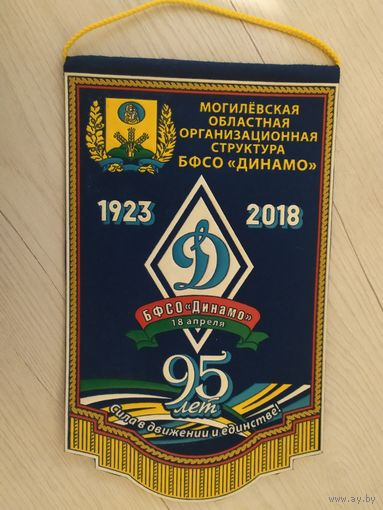 МОГИЛЁВСКАЯ
ОБЛАСТНАЯ
ОРГАНИЗАЦИОННАЯ
СТРУКТУРА
БФСО «ДИНАМО»
1923 2018
Д
БФСО «Динамо»
18 апреля
95
лет
Сила в движении и единстве!
www.ay.by